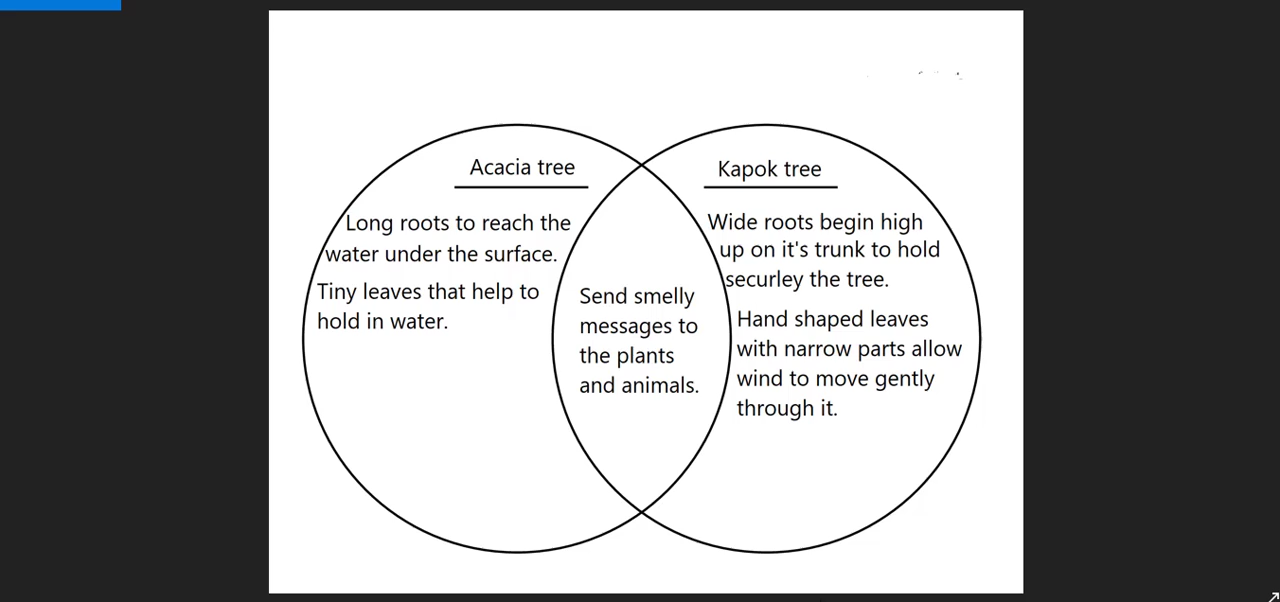 Acacia tree
Long roots to reach the
water under the surface.
Tiny leaves that help to
hold in water.
Send smelly
messages to
the plants
and animals.
Kapok tree
Wide roots begin high
up on it's trunk to hold
securley the tree.
Hand shaped leaves
with narrow parts allow
wind to move gently
through it.